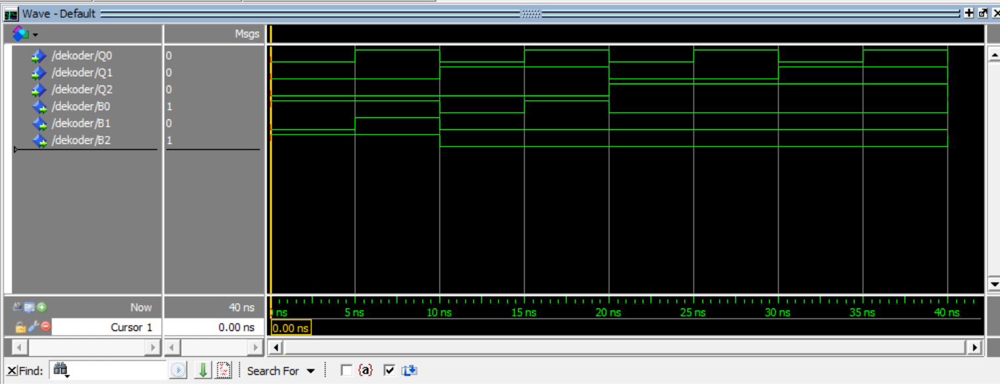 Wave - Default
Msgs
/dekoder/Q0 0
/dekoder/Q1 0
/dekoder/Q2 0
/dekoder/B0 1
/dekoder/B1 0
/dekoder/B2 1
Now 40 ns
ns 5 ns 10 ns 15 ns 20 ns 25 ns 30 ns 35 ns 40 ns
Cursor 1 0.00 ns 0.00 ns
Find: Search For {a}